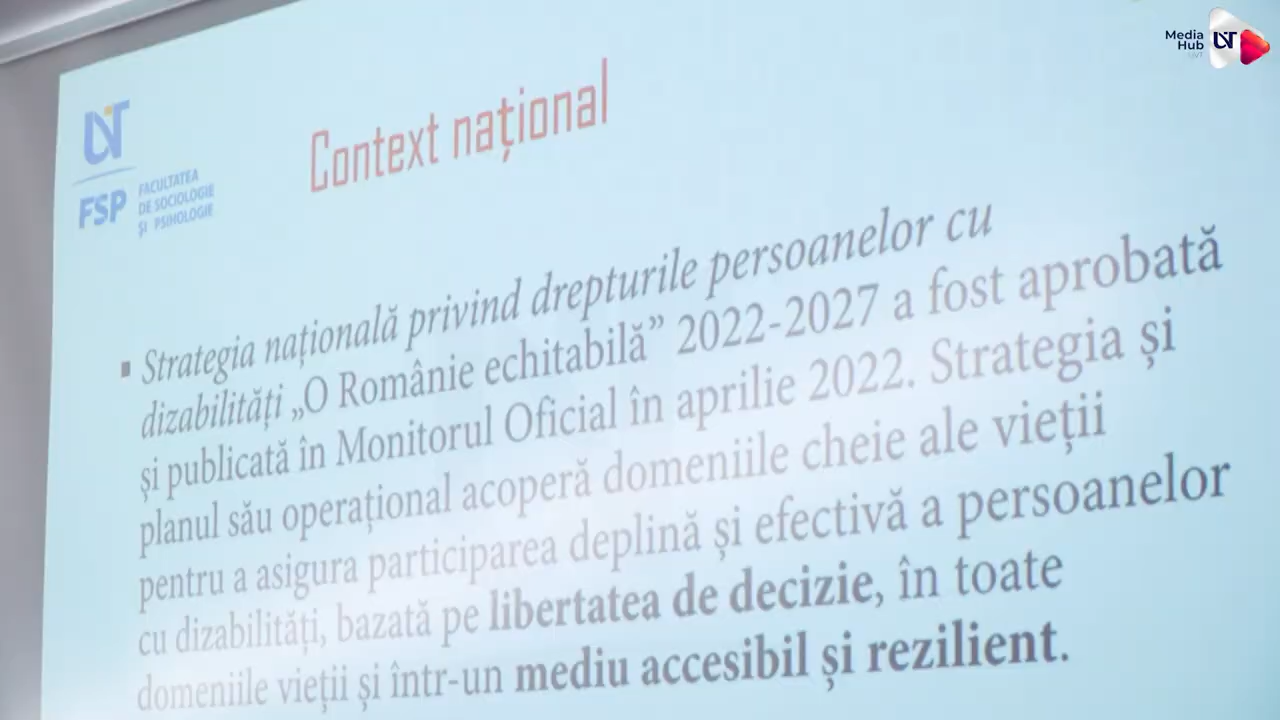 Media
Hub
UVT
UVT
FSP
FACULTATEA
DE SOCIOLOGIE
ȘI PSIHOLOGIE
Context național
Strategia națională privind drepturile persoanelor cu
dizabilități „O Românie echitabilă” 2022-2027 a fost aprobată
și publicată în Monitorul Oficial în aprilie 2022. Strategia și
planul său operațional acoperă domeniile cheie ale vieții
pentru a asigura participarea deplină și efectivă a persoanelor
cu dizabilități, bazată pe libertatea de decizie, în toate
domeniile vieții și într-un mediu accesibil și rezilient.